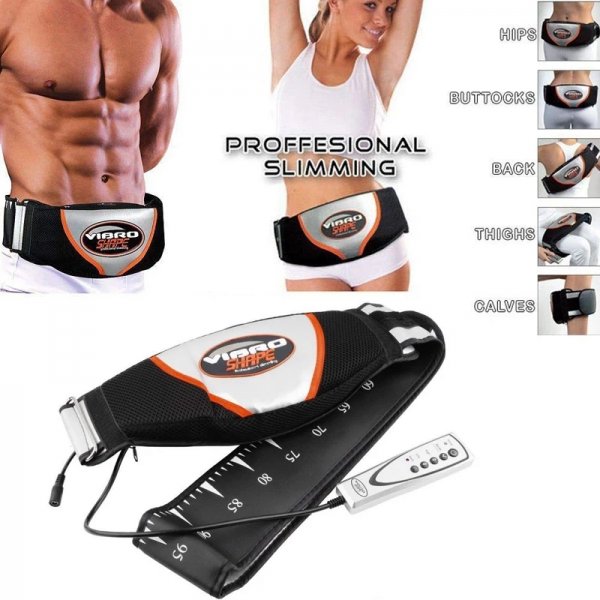 PROFFESIONAL
SLIMMING
HIPS
BUTTOCKS
BACK
THIGHS
CALVES
VIBRO
SHAPE
VIBRO
SHAPE
VIBRO
SHAPE
60
65
70
75
80
85
95